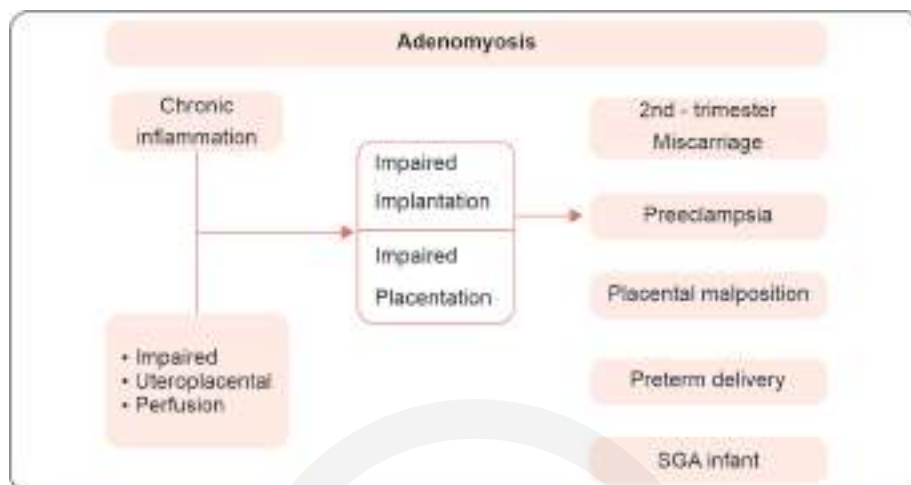 Adenomyosis
Chronic
inflammation
• Impaired
• Uteroplacental
• Perfusion
Impaired
Implantation
Impaired
Placentation
2nd - trimester
Miscarriage
Preeclampsia
Placental malposition
Preterm delivery
SGA infant